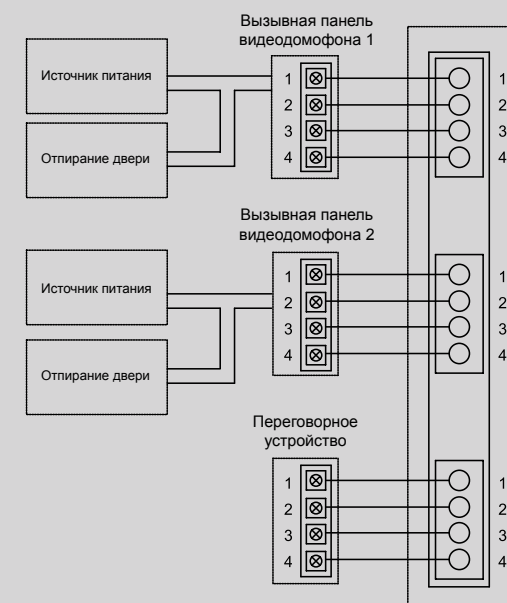 Вызывная панель
видеодомофона 1
Источник питания
Отпирание двери
1 1
2 2
3 3
4 4
Вызывная панель
видеодомофона 2
Источник питания
Отпирание двери
1 1
2 2
3 3
4 4
Переговорное
устройство
1 1
2 2
3 3
4 4